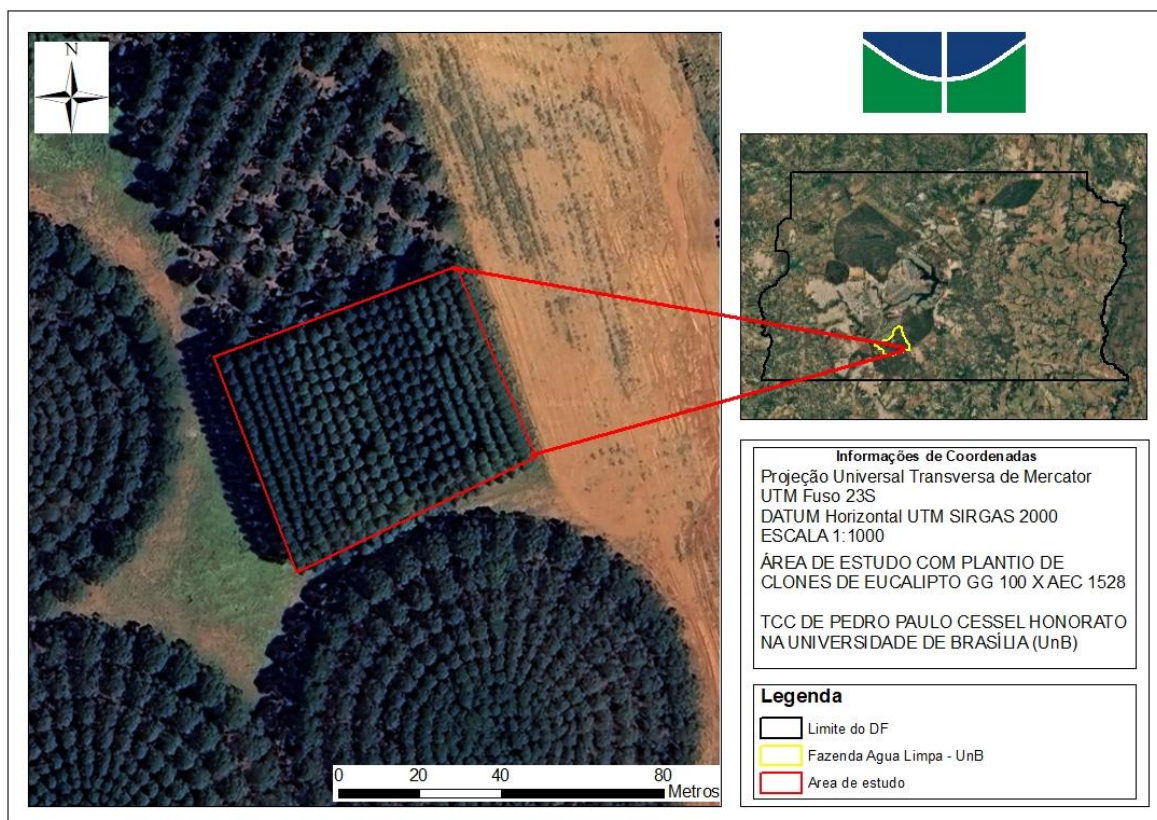 N
0 20 40 80
Metros
Informações de Coordenadas
Projeção Universal Transversa de Mercator
UTM Fuso 23S
DATUM Horizontal UTM SIRGAS 2000
ESCALA 1:1000
ÁREA DE ESTUDO COM PLANTIO DE
CLONES DE EUCALIPTO GG 100 X AEC 1528
TCC DE PEDRO PAULO CESSEL HONORATO
NA UNIVERSIDADE DE BRASÍLIA (UnB)
Legenda
Limite do DF
Fazenda Agua Limpa - UnB
Area de estudo